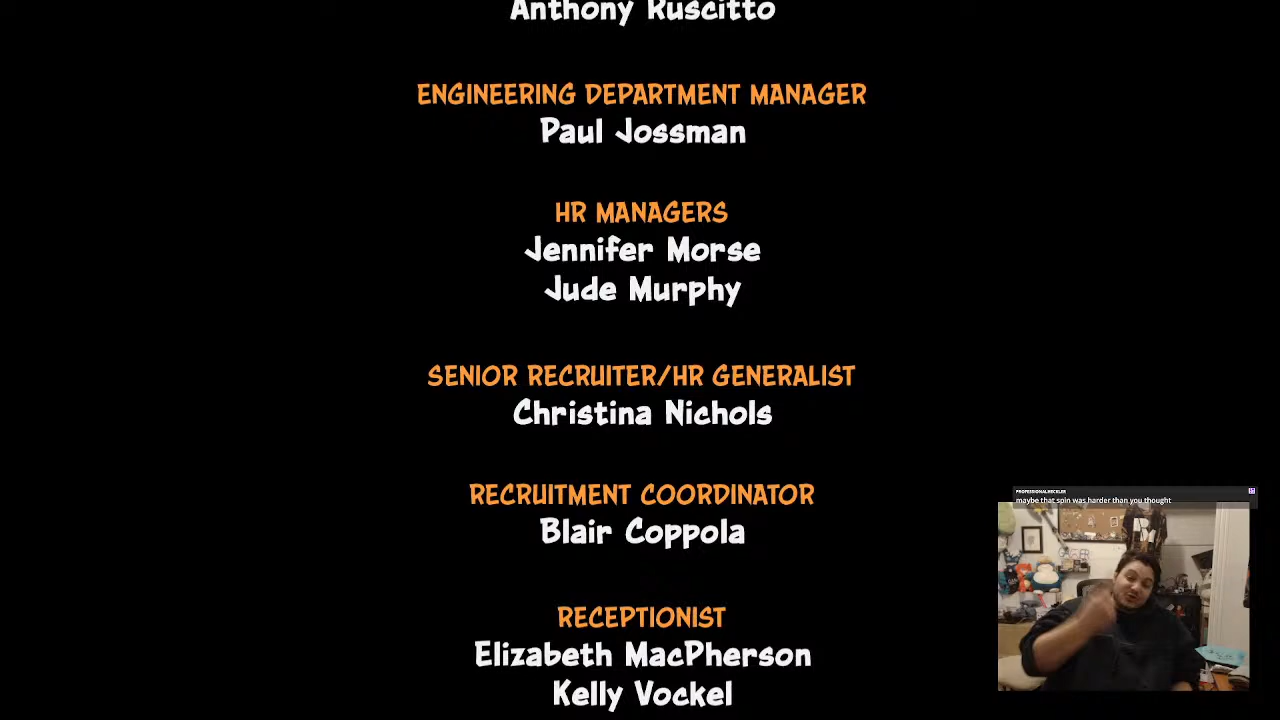 Anthony Ruscitto
ENGINEERING DEPARTMENT MANAGER
Paul Jossman
HR MANAGERS
Jennifer Morse
Jude Murphy
SENIOR RECRUITER/HR GENERALIST
Christina Nichols
RECRUITMENT COORDINATOR
Blair Coppola
RECEPTIONIST
Elizabeth MacPherson
Kelly Vockel
PROFESSIONALHECKLER
maybe that spin was harder than you thought